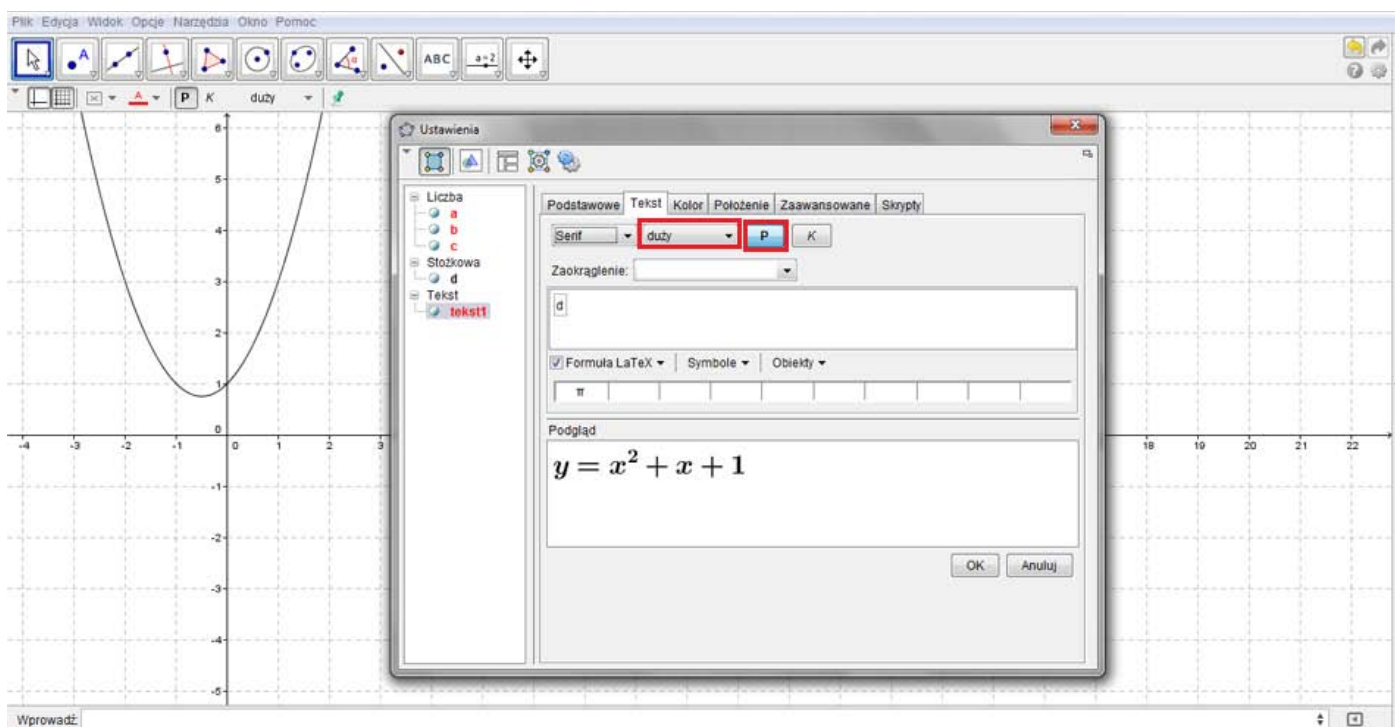 Plik Edycja Widok Opcje Narzędzia Okno Pomoc
A α ABC a=2
A P K duży
Ustawienia
Liczba
a
b
c
Stożkowa
d
Tekst
tekst1
Podstawowe Tekst Kolor Położenie Zaawansowane Skrypty
Serif duży P K
Zaokrąglenie:
d
Formuła LaTeX Symbole Obiekty
π
Podgląd
y = x² + x + 1
OK Anuluj
6
5
4
3
2
1
0
-4 -3 -2 -1 0 1 2 3 18 19 20 21 22
-1
-2
-3
-4
-5
Wprowadź: